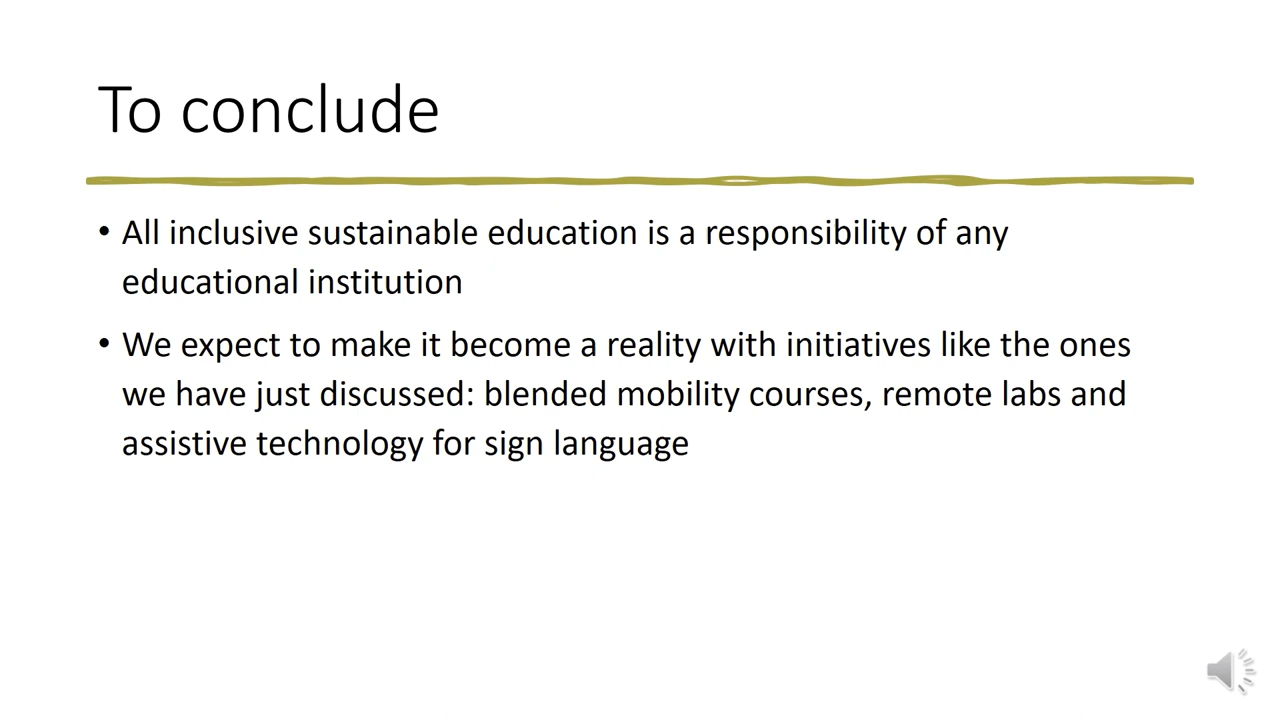 To conclude
• All inclusive sustainable education is a responsibility of any
educational institution
• We expect to make it become a reality with initiatives like the ones
we have just discussed: blended mobility courses, remote labs and
assistive technology for sign language